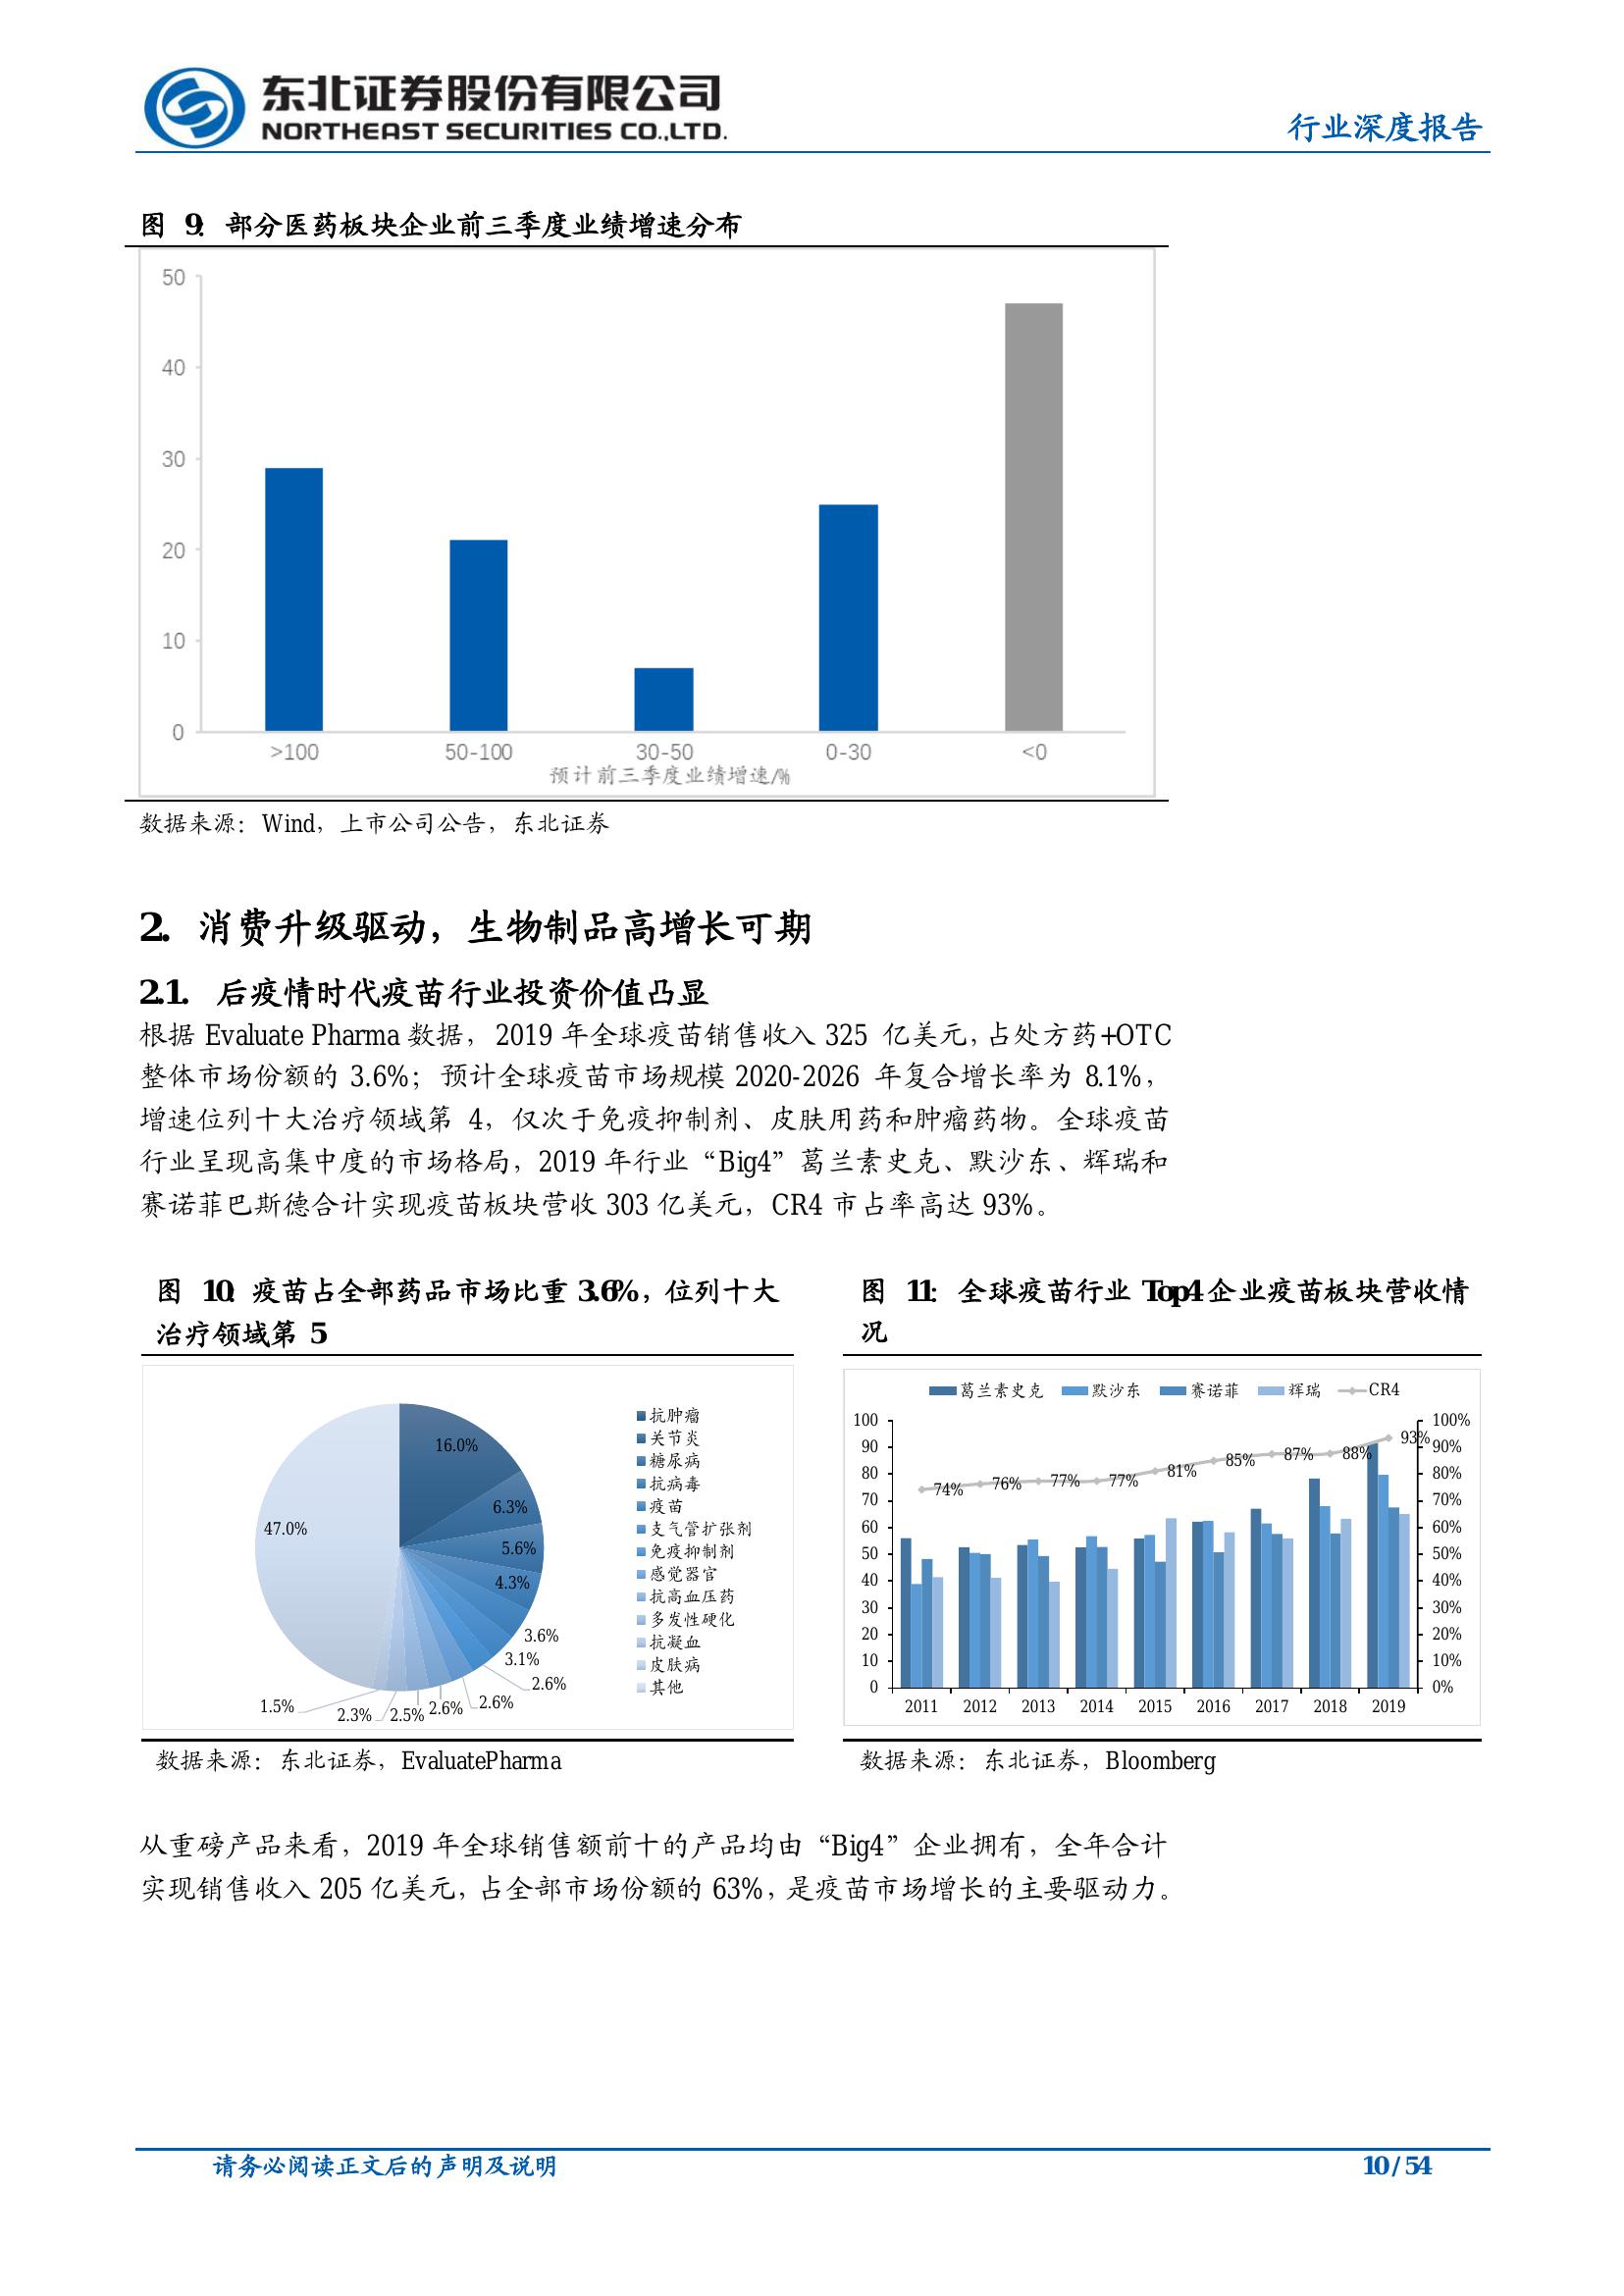 东北证券股份有限公司
NORTHEAST SECURITIES CO.,LTD.
行业深度报告
图 9: 部分医药板块企业前三季度业绩增速分布
50
40
30
20
10
0
>100 50-100 30-50 0-30 <0
预计前三季度业绩增速/%
数据来源：Wind，上市公司公告，东北证券
2. 消费升级驱动，生物制品高增长可期
2.1. 后疫情时代疫苗行业投资价值凸显
根据 Evaluate Pharma 数据，2019 年全球疫苗销售收入 325 亿美元，占处方药+OTC
整体市场份额的 3.6%；预计全球疫苗市场规模 2020-2026 年复合增长率为 8.1%，
增速位列十大治疗领域第 4，仅次于免疫抑制剂、皮肤用药和肿瘤药物。全球疫苗
行业呈现高集中度的市场格局，2019 年行业“Big4”葛兰素史克、默沙东、辉瑞和
赛诺菲巴斯德合计实现疫苗板块营收 303 亿美元，CR4 市占率高达 93%。
图 10: 疫苗占全部药品市场比重 3.6%，位列十大
治疗领域第 5
16.0%
6.3%
5.6%
4.3%
3.6%
3.1%
2.6%
2.6%
2.6%
2.5%
2.3%
1.5%
47.0%
抗肿瘤
关节炎
糖尿病
抗病毒
疫苗
支气管扩张剂
免疫抑制剂
感觉器官
抗高血压药
多发性硬化
抗凝血
皮肤病
其他
数据来源：东北证券，EvaluatePharma
图 11: 全球疫苗行业 Top4 企业疫苗板块营收情
况
葛兰素史克 默沙东 赛诺菲 辉瑞 CR4
100
90
80
70
60
50
40
30
20
10
0
74% 76% 77% 77% 81% 85% 87% 88% 93%
100%
90%
80%
70%
60%
50%
40%
30%
20%
10%
0%
2011 2012 2013 2014 2015 2016 2017 2018 2019
数据来源：东北证券，Bloomberg
从重磅产品来看，2019 年全球销售额前十的产品均由“Big4”企业拥有，全年合计
实现销售收入 205 亿美元，占全部市场份额的 63%，是疫苗市场增长的主要驱动力。
请务必阅读正文后的声明及说明
10 / 54